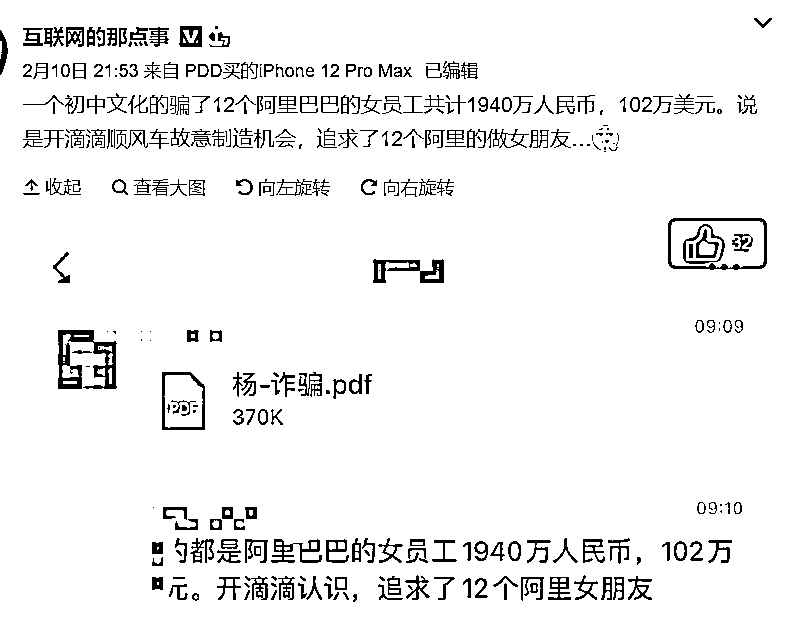 互联网的那点事
2月10日 21:53 来自 PDD买的iPhone 12 Pro Max 已编辑
一个初中文化的骗了12个阿里巴巴的女员工共计1940万人民币，102万美元。说
是开滴滴顺风车故意制造机会，追求了12个阿里的做女朋友...
收起 查看大图 向左旋转 向右旋转
32
09:09
杨-诈骗.pdf
PDF
370K
09:10
的都是阿里巴巴的女员工1940万人民币，102万
元。开滴滴认识，追求了12个阿里女朋友